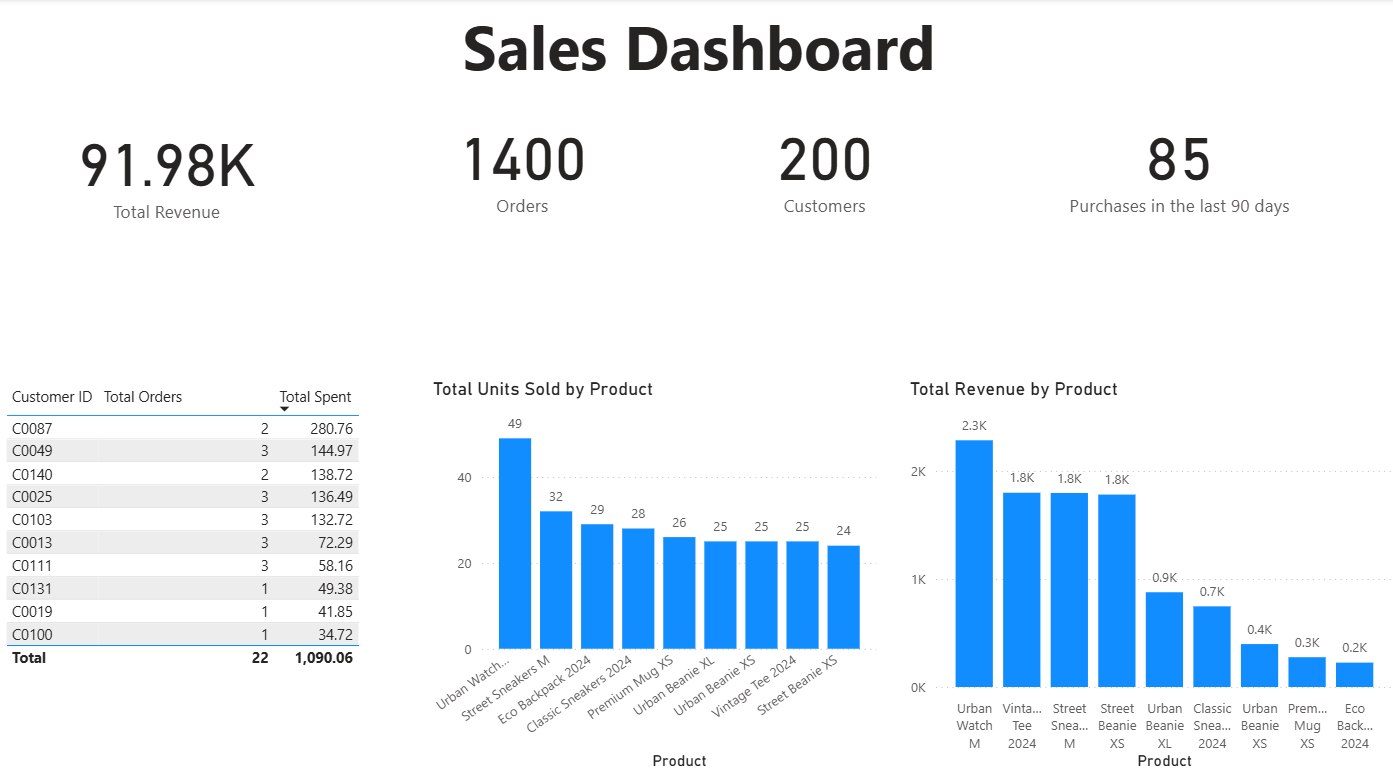 Sales Dashboard
91.98K
Total Revenue
1400
Orders
200
Customers
85
Purchases in the last 90 days
Customer ID Total Orders Total Spent
C0087 2 280.76
C0049 3 144.97
C0140 2 138.72
C0025 3 136.49
C0103 3 132.72
C0013 3 72.29
C0111 3 58.16
C0131 1 49.38
C0019 1 41.85
C0100 1 34.72
Total 22 1,090.06
Total Units Sold by Product
49
32
29
28
26
25
25
25
24
40
20
0
Urban Watch...
Street Sneakers M
Eco Backpack 2024
Classic Sneakers 2024
Premium Mug XS
Urban Beanie XL
Urban Beanie XS
Vintage Tee 2024
Street Beanie XS
Product
Total Revenue by Product
2.3K
1.8K
1.8K
1.8K
0.9K
0.7K
0.4K
0.3K
0.2K
2K
1K
0K
Urban
Watch
M
Vinta...
Tee
2024
Street
Snea...
M
Street
Beanie
XS
Urban
Beanie
XL
Classic
Snea...
2024
Urban
Beanie
XS
Prem...
Mug
XS
Eco
Back...
2024
Product